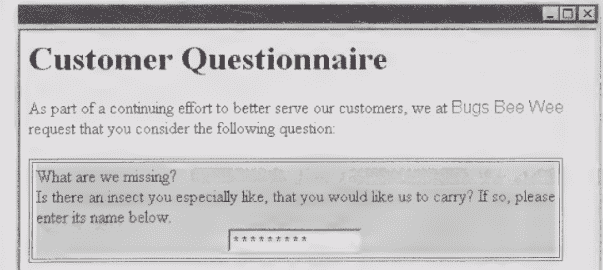 Customer Questionnaire
As part of a continuing effort to better serve our customers, we at Bugs Bee Wee
request that you consider the following question:
What are we missing?
Is there an insect you especially like, that you would like us to carry? If so, please
enter its name below.
*********